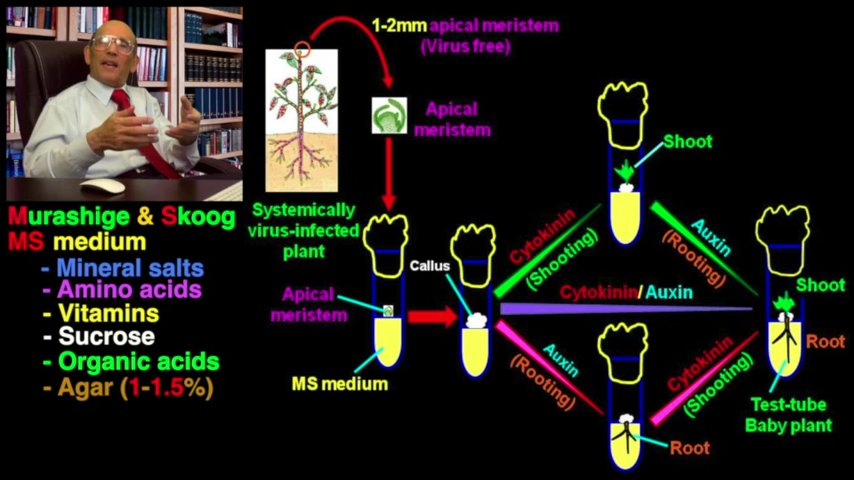 1-2mm apical meristem
(Virus free)
Apical
meristem
Systemically
virus-infected
plant
Murashige & Skoog
MS medium
- Mineral salts
- Amino acids
- Vitamins
- Sucrose
- Organic acids
- Agar (1-1.5%)
Apical
meristem
MS medium
Callus
Cytokinin
(Shooting)
Shoot
Auxin
(Rooting)
Cytokinin/Auxin
Auxin
(Rooting)
Root
Cytokinin
(Shooting)
Shoot
Root
Test-tube
Baby plant